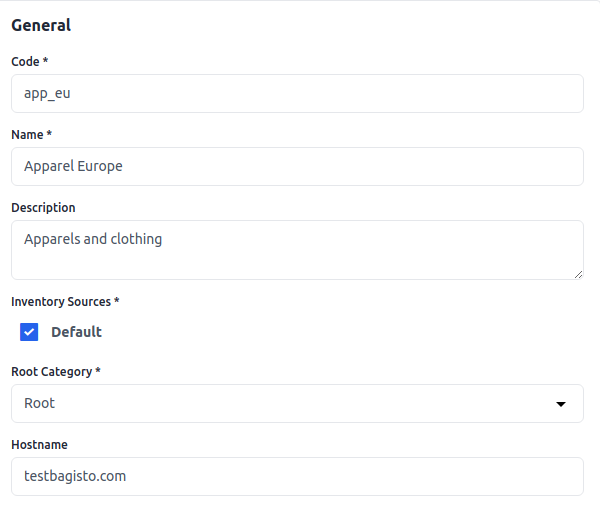 General
Code *
app_eu
Name *
Apparel Europe
Description
Apparels and clothing
Inventory Sources *
Default
Root Category *
Root
Hostname
testbagisto.com